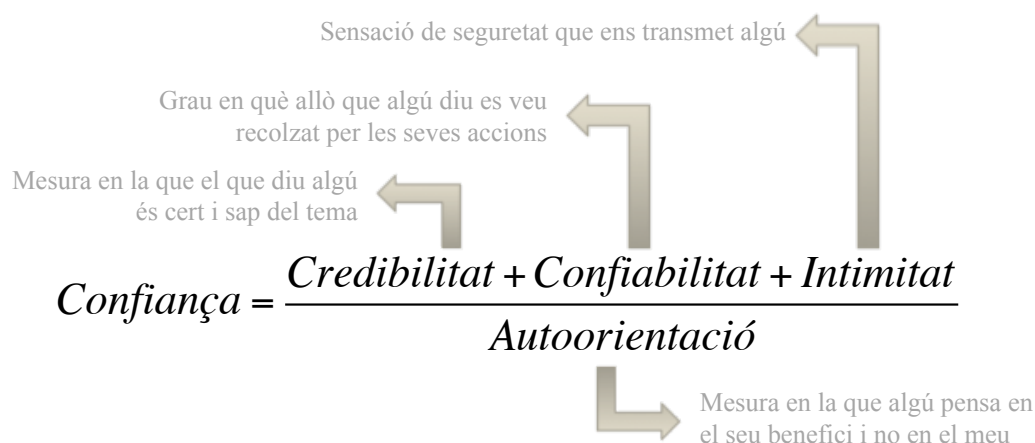 Sensació de seguretat que ens transmet algú
Grau en què allò que algú diu es veu
recolzat per les seves accions
Mesura en la que el que diu algú
és cert i sap del tema
Confiança = Credibilitat + Confiabilitat + Intimitat
Autoorientació
Mesura en la que algú pensa en
el seu benefici i no en el meu